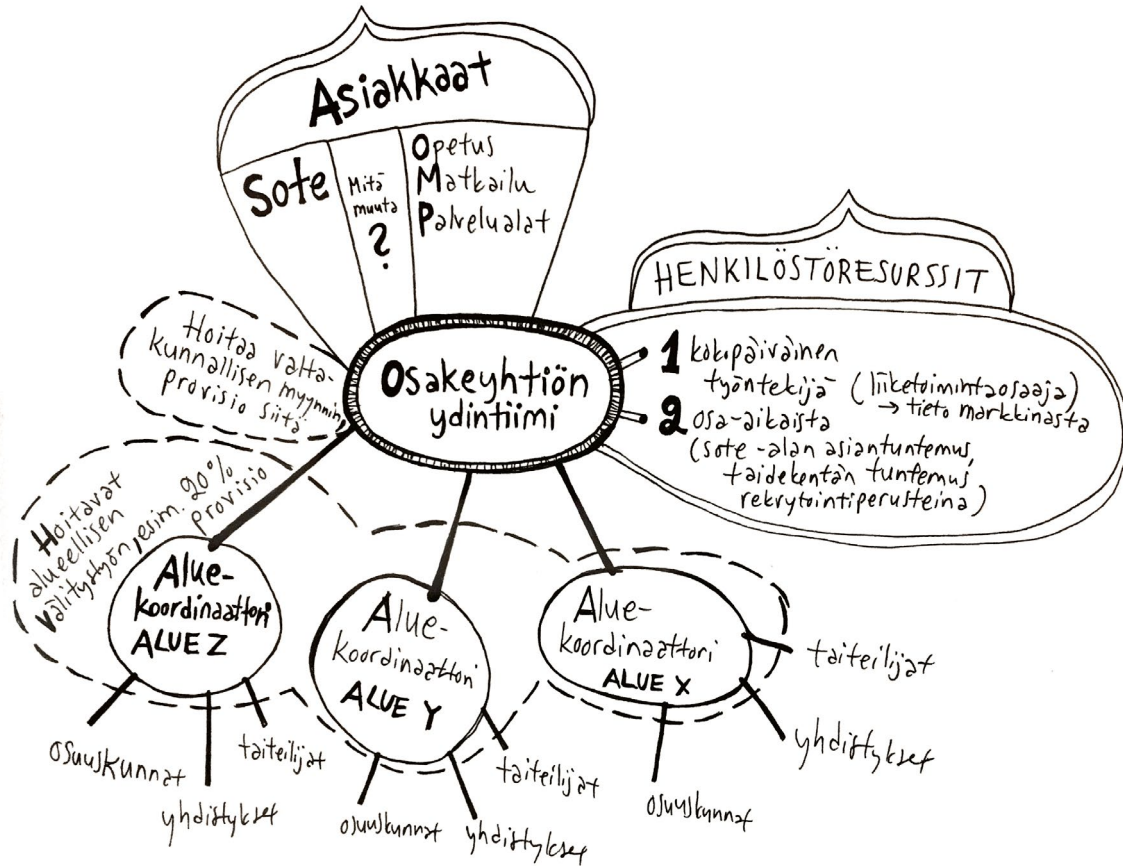 Asiakkaat
Sote
Mitä
muuta
?
Opetus
Matkailu
Palvelualat
HENKILÖSTÖRESURSSIT
1 kokopäiväinen
työntekijä (liiketoimintaosaaja)
→ tieto markkinasta
2 osa-aikaista
(sote-alan asiantuntemus,
taidekentän tuntemus
rekrytointiperusteina)
Osakeyhtiön
ydintiimi
Hoitaa valta-
kunnallisen myynnin,
provisio siitä
Hoitavat
alueellisen
välitystyön, esim. 20%
provisio
Alue-
koordinaattori
ALUE Z
osuuskunnat
yhdistykset
taiteilijat
Alue-
koordinaattori
ALUE Y
osuuskunnat
yhdistykset
taiteilijat
Alue-
koordinaattori
ALUE X
taiteilijat
yhdistykset
osuuskunnat